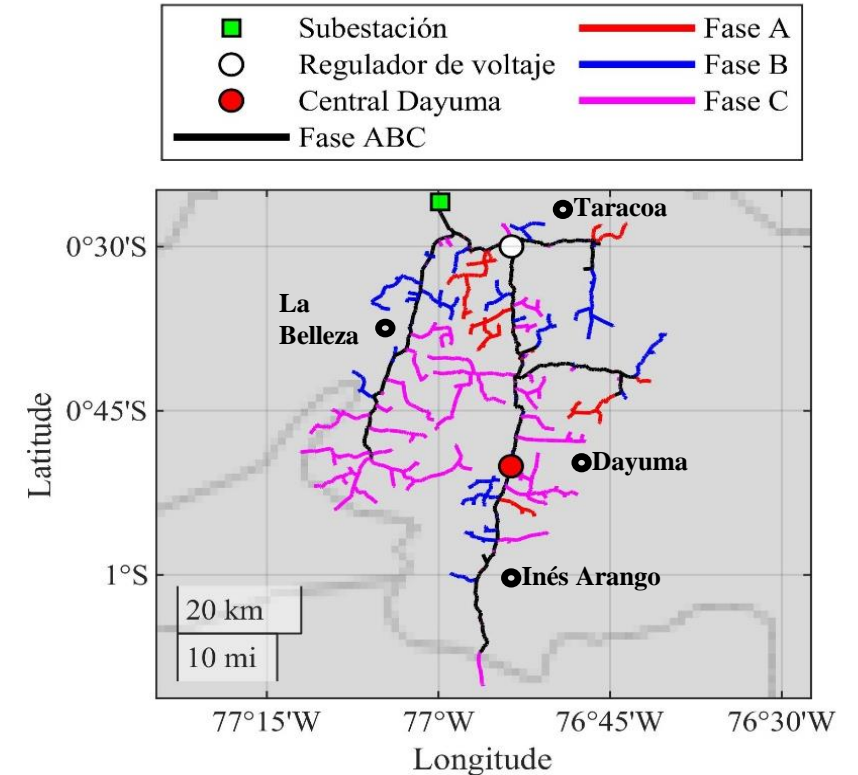 Subestación
Fase A
Regulador de voltaje
Fase B
Central Dayuma
Fase C
Fase ABC
Taracoa
0°30'S
La
Belleza
0°45'S
Latitude
Dayuma
1°S
Inés Arango
20 km
10 mi
77°15'W
77°W
76°45'W
76°30'W
Longitude